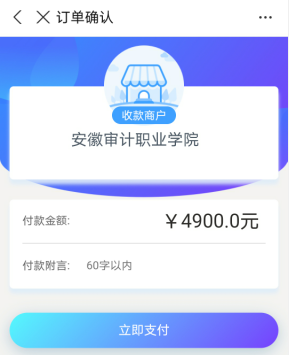 订单确认
收款商户
安徽审计职业学院
付款金额: ￥4900.0元
付款附言: 60字以内
立即支付